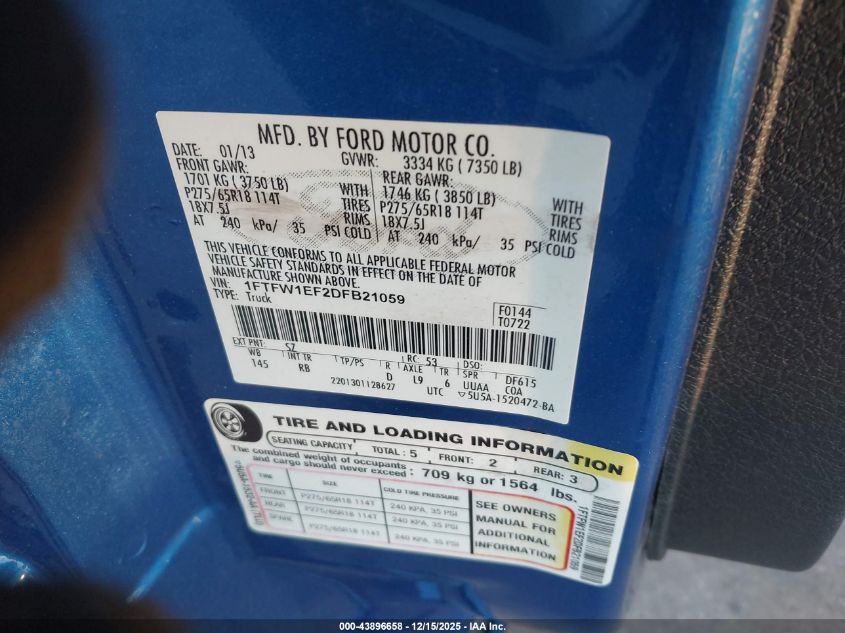 MFD. BY FORD MOTOR CO.
DATE: 01/13 GVWR: 3334 KG ( 7350 LB)
FRONT GAWR: REAR GAWR:
1701 KG ( 3750 LB) WITH 1746 KG ( 3850 LB) WITH
P275/65R18 114T TIRES P275/65R18 114T TIRES
18X7.5J RIMS 18X7.5J RIMS
AT 240 kPa/ 35 PSI COLD AT 240 kPa/ 35 PSI COLD
THIS VEHICLE CONFORMS TO ALL APPLICABLE FEDERAL MOTOR
VEHICLE SAFETY STANDARDS IN EFFECT ON THE DATE OF
MANUFACTURE SHOWN ABOVE.
VIN: 1FTFW1EF2DFB21059
TYPE: Truck
F0144
T0722
EXT PNT: SZ RC: 53 DSO:
WB INT TR TP/PS R AXLE TR SPR DF615
145 RB D L9 6 UUAA COA
2201301128627 UTC ▽5U5A-1520472-BA
TIRE AND LOADING INFORMATION
SEATING CAPACITY TOTAL : 5 FRONT: 2 REAR: 3
The combined weight of occupants
and cargo should never exceed : 709 kg or 1564 lbs.
TIRE SIZE COLD TIRE PRESSURE
FRONT P275/65R18 114T 240 KPA, 35 PSI
REAR P275/65R18 114T 240 KPA, 35 PSI
SPARE P275/65R18 114T 240 KPA, 35 PSI
SEE OWNERS
MANUAL FOR
ADDITIONAL
INFORMATION
1FTFW1EF2DFB21059
000-43896658 - 12/15/2025 - IAA Inc.